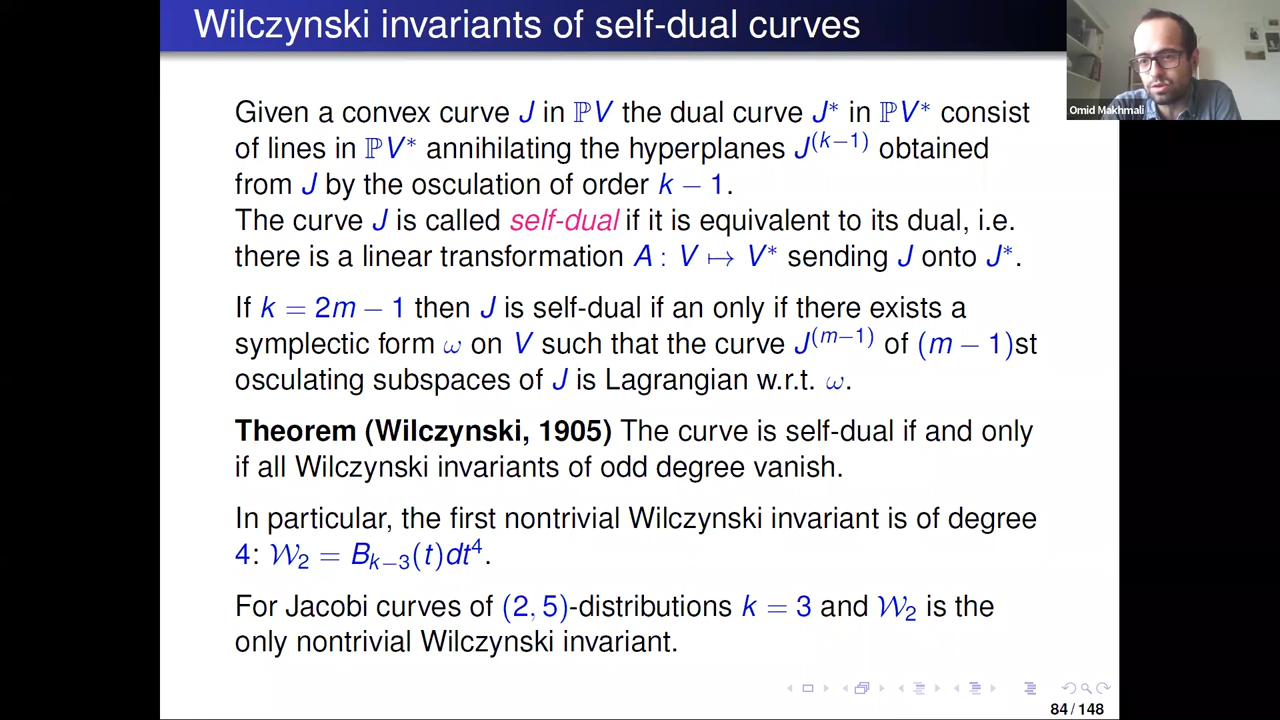 Wilczynski invariants of self-dual curves
Omid Makhmali
Given a convex curve J in ℙV the dual curve J* in ℙV* consist
of lines in ℙV* annihilating the hyperplanes J^(k−1) obtained
from J by the osculation of order k − 1.
The curve J is called self-dual if it is equivalent to its dual, i.e.
there is a linear transformation A : V ↦ V* sending J onto J*.
If k = 2m − 1 then J is self-dual if an only if there exists a
symplectic form ω on V such that the curve J^(m−1) of (m − 1)st
osculating subspaces of J is Lagrangian w.r.t. ω.
Theorem (Wilczynski, 1905) The curve is self-dual if and only
if all Wilczynski invariants of odd degree vanish.
In particular, the first nontrivial Wilczynski invariant is of degree
4: 𝒲₂ = B_{k−3}(t)dt⁴.
For Jacobi curves of (2, 5)-distributions k = 3 and 𝒲₂ is the
only nontrivial Wilczynski invariant.
84 / 148